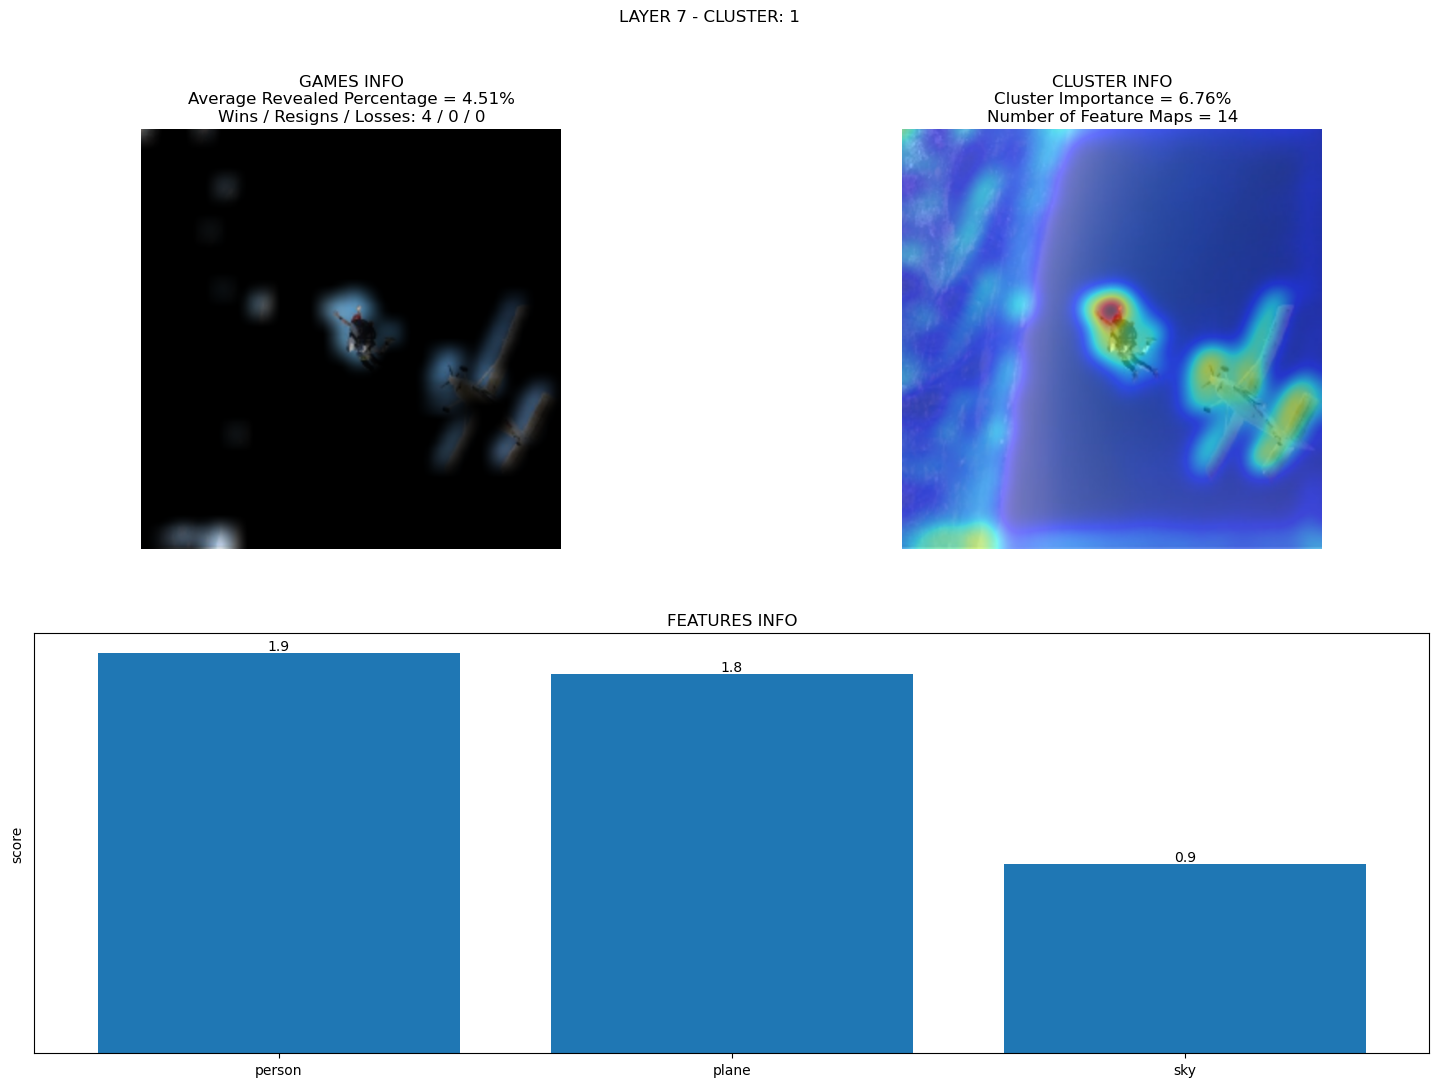 LAYER 7 - CLUSTER: 1
GAMES INFO
Average Revealed Percentage = 4.51%
Wins / Resigns / Losses: 4 / 0 / 0
CLUSTER INFO
Cluster Importance = 6.76%
Number of Feature Maps = 14
FEATURES INFO
1.9
1.8
0.9
score
person
plane
sky